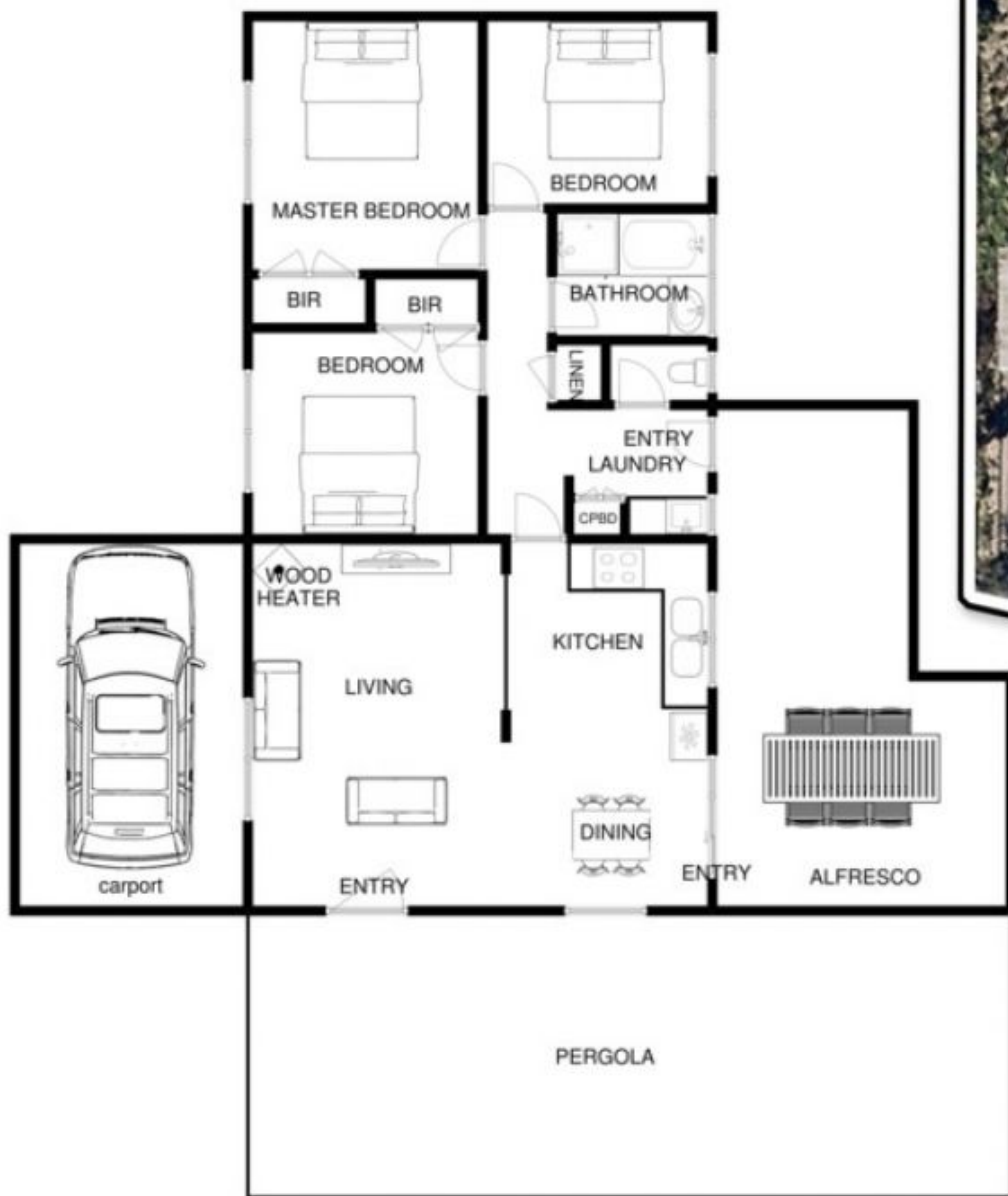 BEDROOM
MASTER BEDROOM
BATHROOM
BIR
BIR
BEDROOM
LINEN
ENTRY
LAUNDRY
CPBD
WOOD
HEATER
KITCHEN
LIVING
DINING
ENTRY
ALFRESCO
carport
ENTRY
PERGOLA